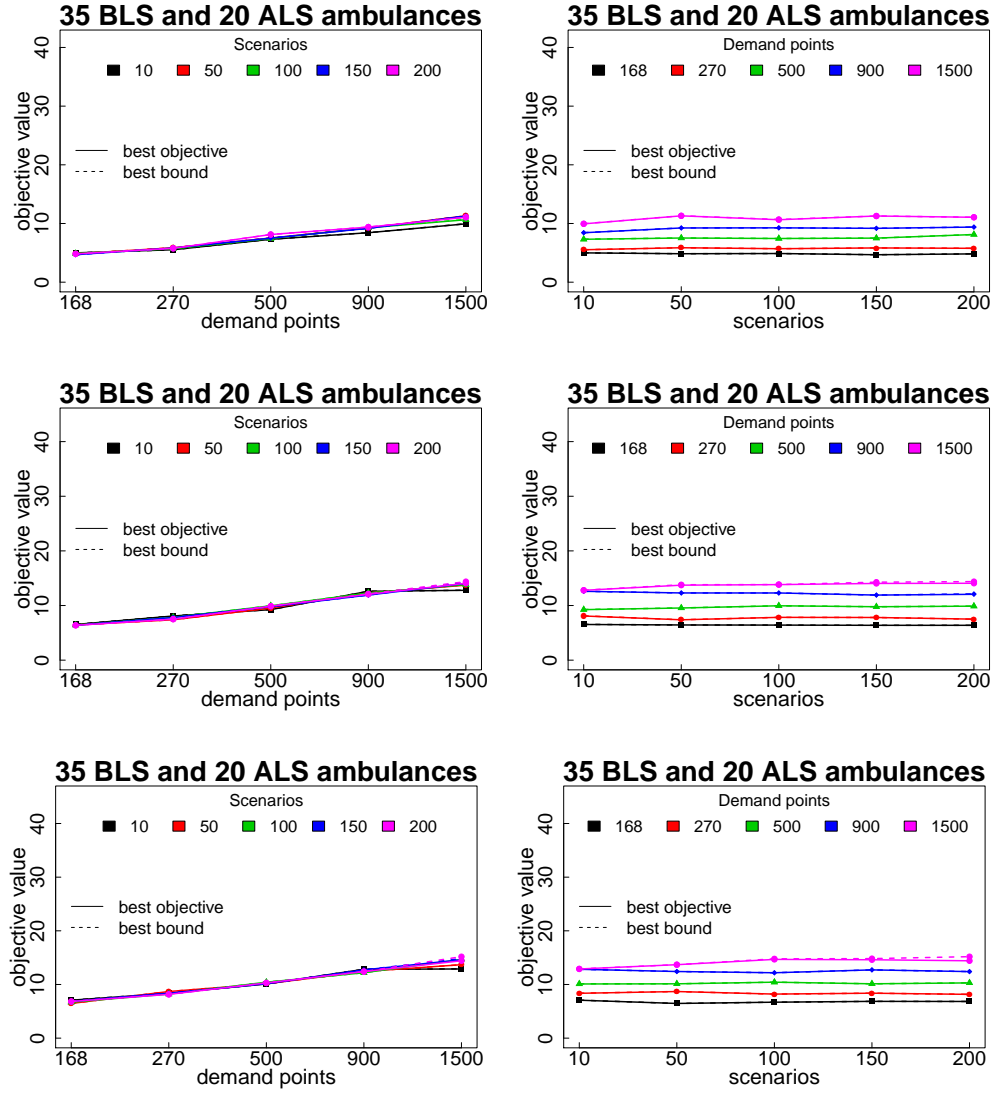 35 BLS and 20 ALS ambulances
Scenarios
10 50 100 150 200
best objective
best bound
objective value
0 10 20 30 40
168 270 500 900 1500
demand points
35 BLS and 20 ALS ambulances
Demand points
168 270 500 900 1500
best objective
best bound
objective value
0 10 20 30 40
10 50 100 150 200
scenarios
35 BLS and 20 ALS ambulances
Scenarios
10 50 100 150 200
best objective
best bound
objective value
0 10 20 30 40
168 270 500 900 1500
demand points
35 BLS and 20 ALS ambulances
Demand points
168 270 500 900 1500
best objective
best bound
objective value
0 10 20 30 40
10 50 100 150 200
scenarios
35 BLS and 20 ALS ambulances
Scenarios
10 50 100 150 200
best objective
best bound
objective value
0 10 20 30 40
168 270 500 900 1500
demand points
35 BLS and 20 ALS ambulances
Demand points
168 270 500 900 1500
best objective
best bound
objective value
0 10 20 30 40
10 50 100 150 200
scenarios